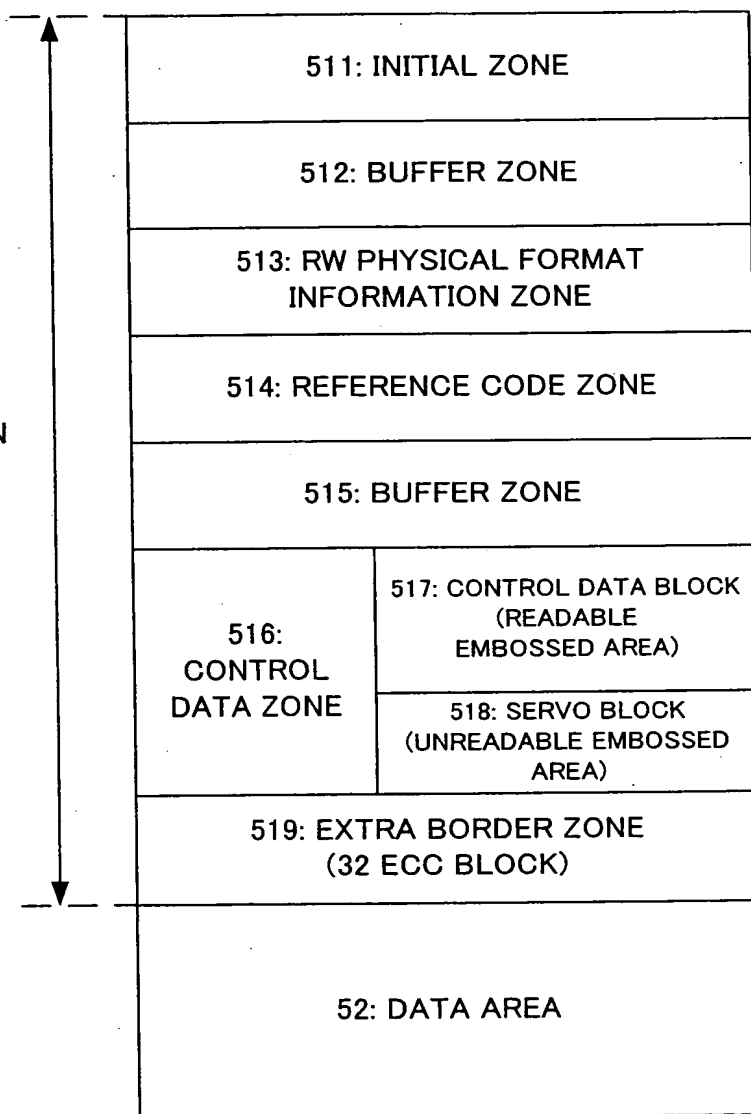 511: INITIAL ZONE
512: BUFFER ZONE
513: RW PHYSICAL FORMAT
INFORMATION ZONE
514: REFERENCE CODE ZONE
N
515: BUFFER ZONE
516:
CONTROL
DATA ZONE
517: CONTROL DATA BLOCK
(READABLE
EMBOSSED AREA)
518: SERVO BLOCK
(UNREADABLE EMBOSSED
AREA)
519: EXTRA BORDER ZONE
(32 ECC BLOCK)
52: DATA AREA